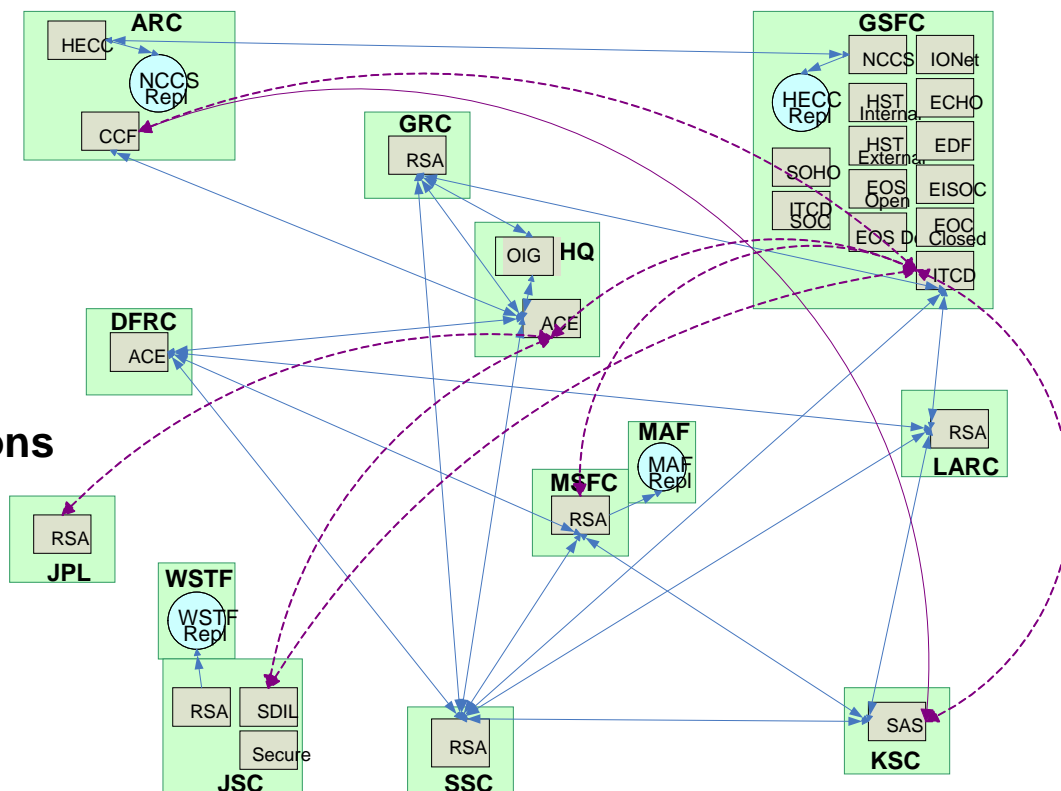 ARC
HECC
NCCS
Repl
CCF
GSFC
NCCS
IONet
HECC
Repl
HST
Internal
ECHO
HST
External
EDF
SOHO
EOS
Open
EISOC
ITCD
SOC
EOS D
EOC
Closed
ITCD
GRC
RSA
OIG
HQ
ACE
DFRC
ACE
ons
MAF
MAF
Repl
MSFC
RSA
RSA
LARC
RSA
JPL
WSTF
WSTF
Repl
RSA
SDIL
Secure
JSC
RSA
SSC
SAS
KSC